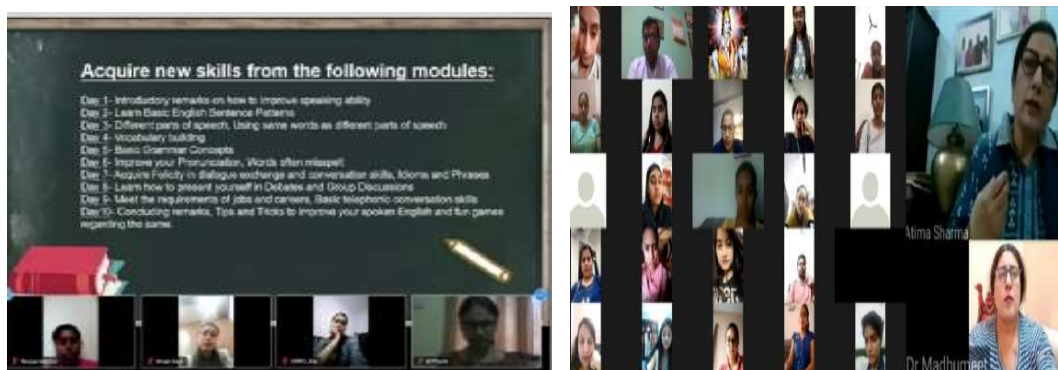 Acquire new skills from the following modules:
Day 1- Introductory remarks on how to improve speaking ability
Day 2- Learn Basic English Sentence Patterns
Day 3- Different parts of speech, Using same words as different parts of speech
Day 4- Vocabulary building
Day 5- Basic Grammar Concepts
Day 6- Improve your Pronunciation, Words often misspelt
Day 7- Acquire Felicity in dialogue exchange and conversation skills, Idioms and Phrases
Day 8- Learn how to present yourself in Debates and Group Discussions
Day 9- Meet the requirements of jobs and careers, Basic telephonic conversation skills
Day 10- Concluding remarks, Tips and Tricks to improve your spoken English and fun games
regarding the same.
Atima Sharma
Dr Madhumeet